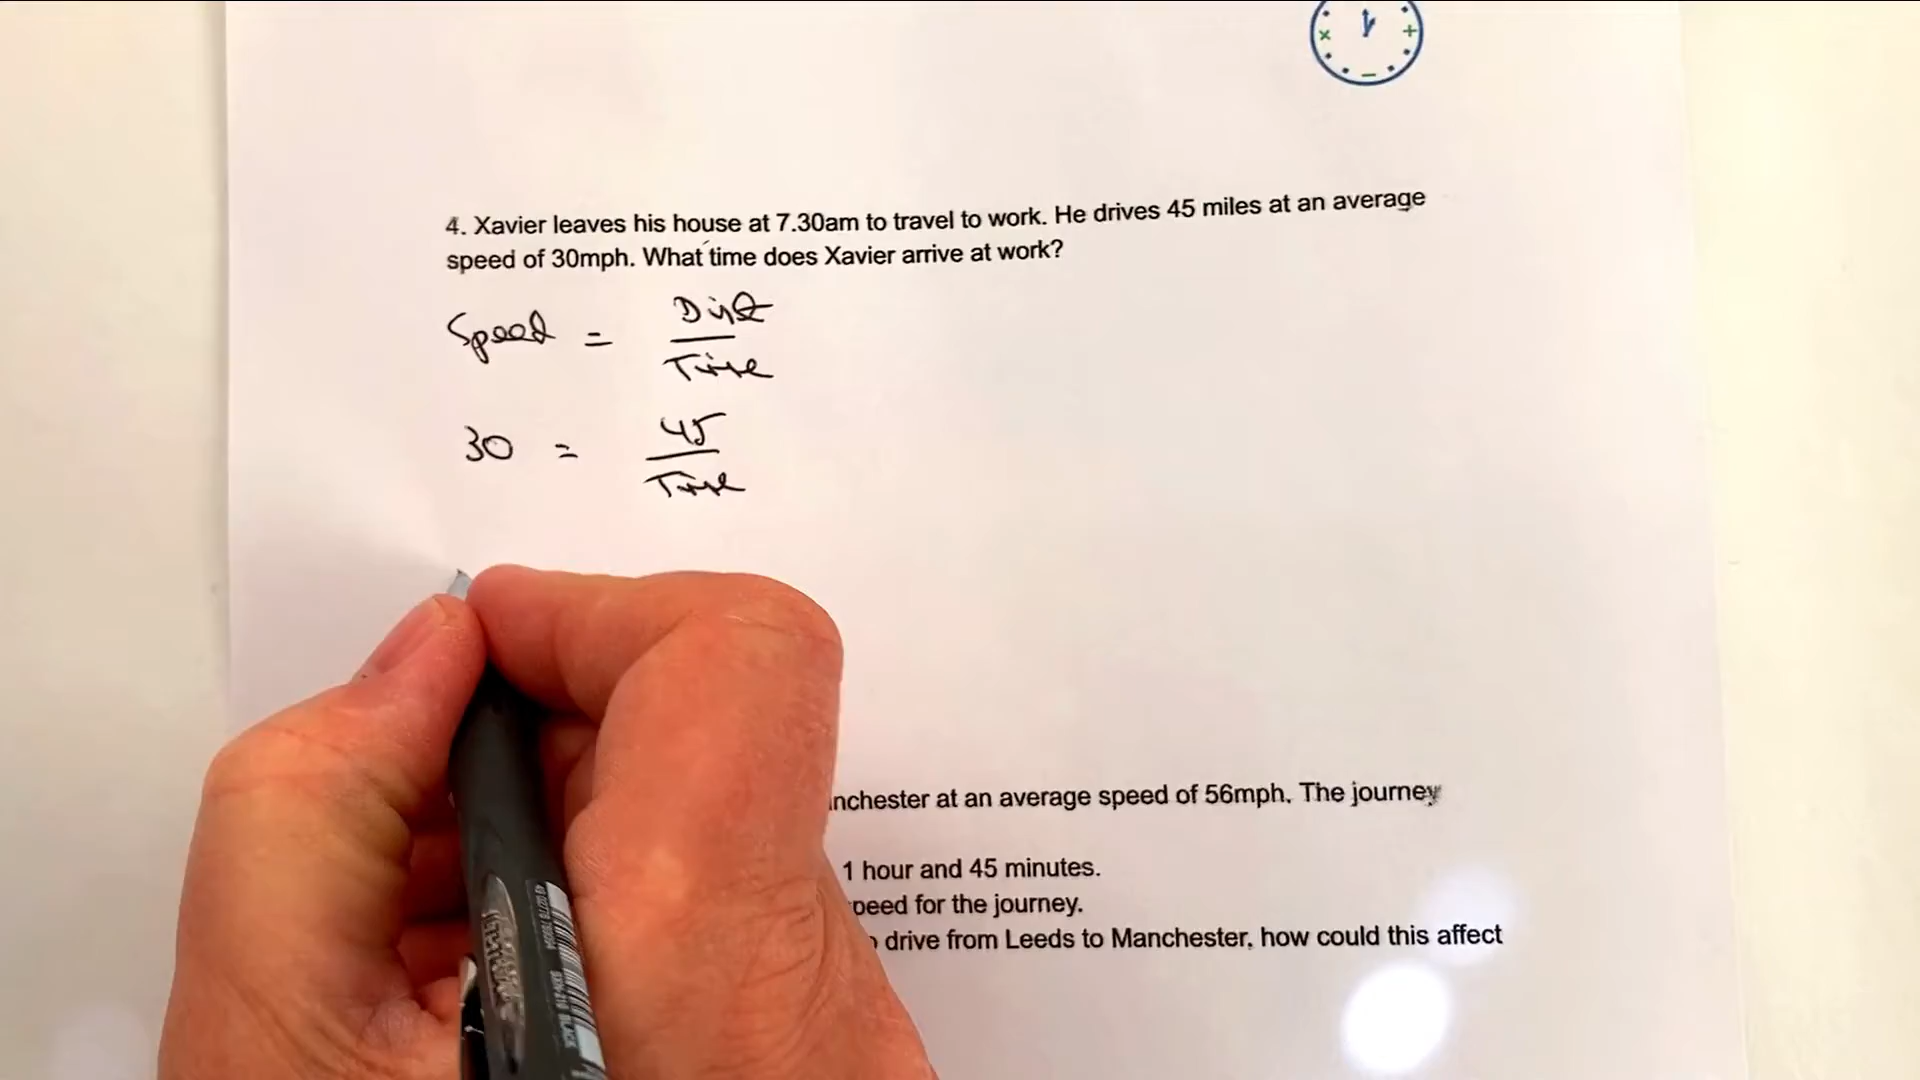 4. Xavier leaves his house at 7.30am to travel to work. He drives 45 miles at an average
speed of 30mph. What time does Xavier arrive at work?
Speed = Dist
Time
30 = 45
Time
at an average speed of 56mph. The journey
1 hour and 45 minutes.
for the journey.
drive from Leeds to Manchester, how could this affect